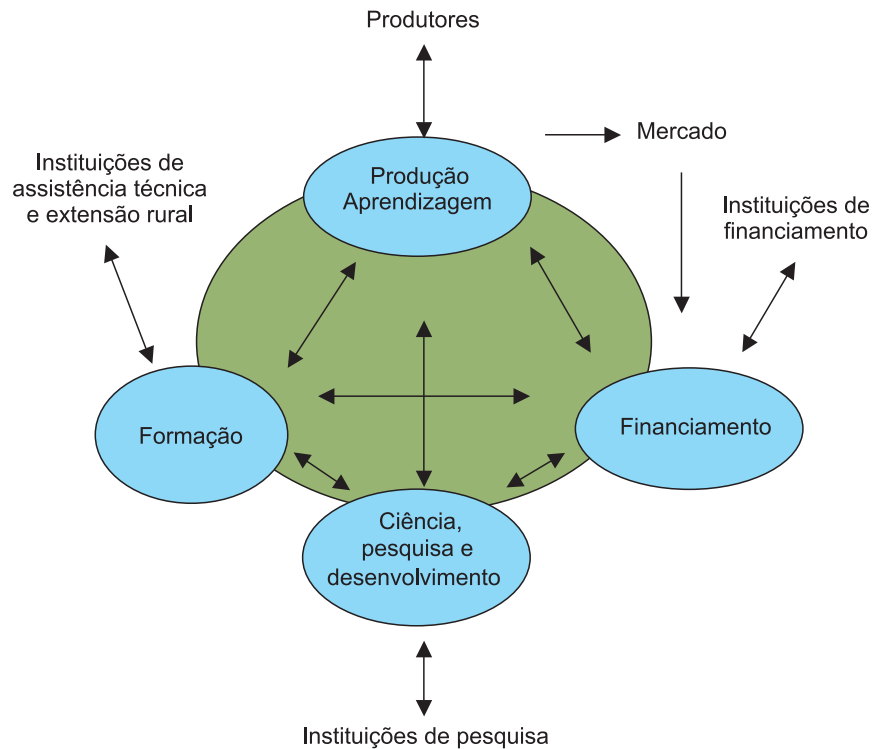 Produtores
Mercado
Instituições de
assistência técnica
e extensão rural
Produção
Aprendizagem
Instituições de
financiamento
Formação
Financiamento
Ciência,
pesquisa e
desenvolvimento
Instituições de pesquisa